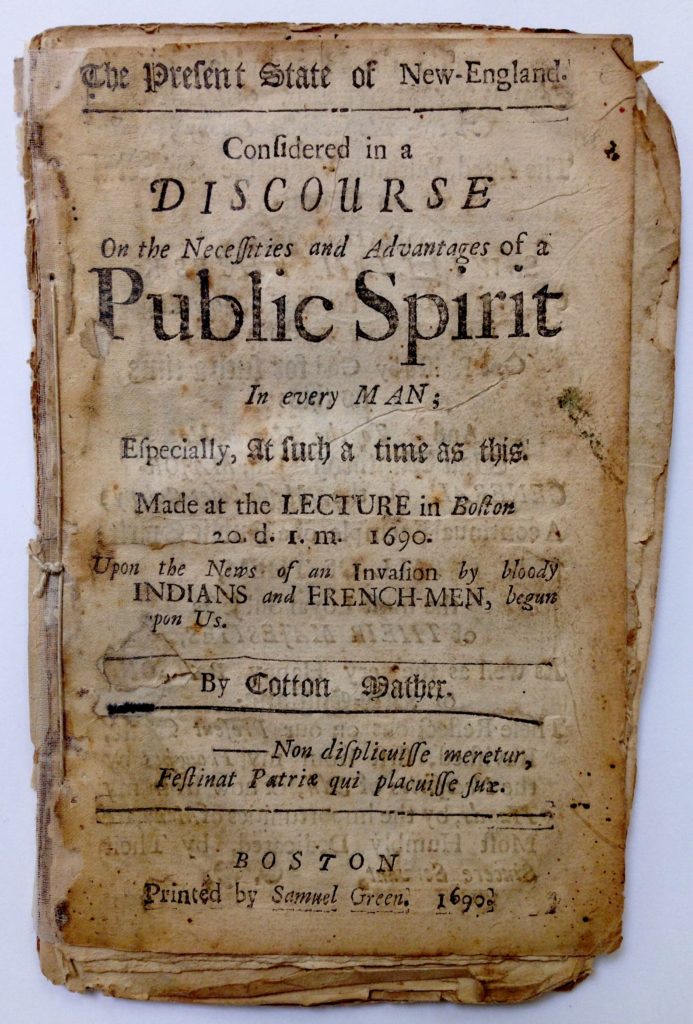 The Preſent State of New-England.
Conſidered in a
DISCOURSE
On the Neceſſities and Advantages of a
Public Spirit
In every MAN;
Eſpecially, At ſuch a time as this.
Made at the LECTURE in Boſton
20. d. 1. m. 1690.
Upon the News of an Invaſion by bloody
INDIANS and FRENCH-MEN, begun
pon Us.
By Cotton Mather.
——Non diſplicuiſſe meretur,
Feſtinat Patriæ qui placuiſſe ſuæ.
BOSTON
Printed by Samuel Green. 1690.